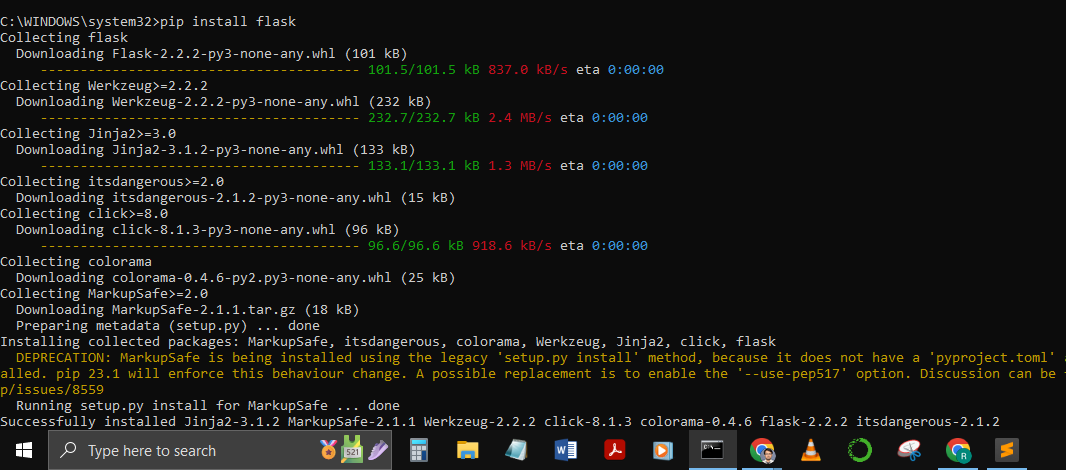 C:\WINDOWS\system32>pip install flask
Collecting flask
  Downloading Flask-2.2.2-py3-none-any.whl (101 kB)
     ---------------------------------------- 101.5/101.5 kB 837.0 kB/s eta 0:00:00
Collecting Werkzeug>=2.2.2
  Downloading Werkzeug-2.2.2-py3-none-any.whl (232 kB)
     ---------------------------------------- 232.7/232.7 kB 2.4 MB/s eta 0:00:00
Collecting Jinja2>=3.0
  Downloading Jinja2-3.1.2-py3-none-any.whl (133 kB)
     ---------------------------------------- 133.1/133.1 kB 1.3 MB/s eta 0:00:00
Collecting itsdangerous>=2.0
  Downloading itsdangerous-2.1.2-py3-none-any.whl (15 kB)
Collecting click>=8.0
  Downloading click-8.1.3-py3-none-any.whl (96 kB)
     ---------------------------------------- 96.6/96.6 kB 918.6 kB/s eta 0:00:00
Collecting colorama
  Downloading colorama-0.4.6-py2.py3-none-any.whl (25 kB)
Collecting MarkupSafe>=2.0
  Downloading MarkupSafe-2.1.1.tar.gz (18 kB)
  Preparing metadata (setup.py) ... done
Installing collected packages: MarkupSafe, itsdangerous, colorama, Werkzeug, Jinja2, click, flask
  DEPRECATION: MarkupSafe is being installed using the legacy 'setup.py install' method, because it does not have a 'pyproject.toml'
alled. pip 23.1 will enforce this behaviour change. A possible replacement is to enable the '--use-pep517' option. Discussion can be
p/issues/8559
  Running setup.py install for MarkupSafe ... done
Successfully installed Jinja2-3.1.2 MarkupSafe-2.1.1 Werkzeug-2.2.2 click-8.1.3 colorama-0.4.6 flask-2.2.2 itsdangerous-2.1.2
Type here to search
521
W
R
S